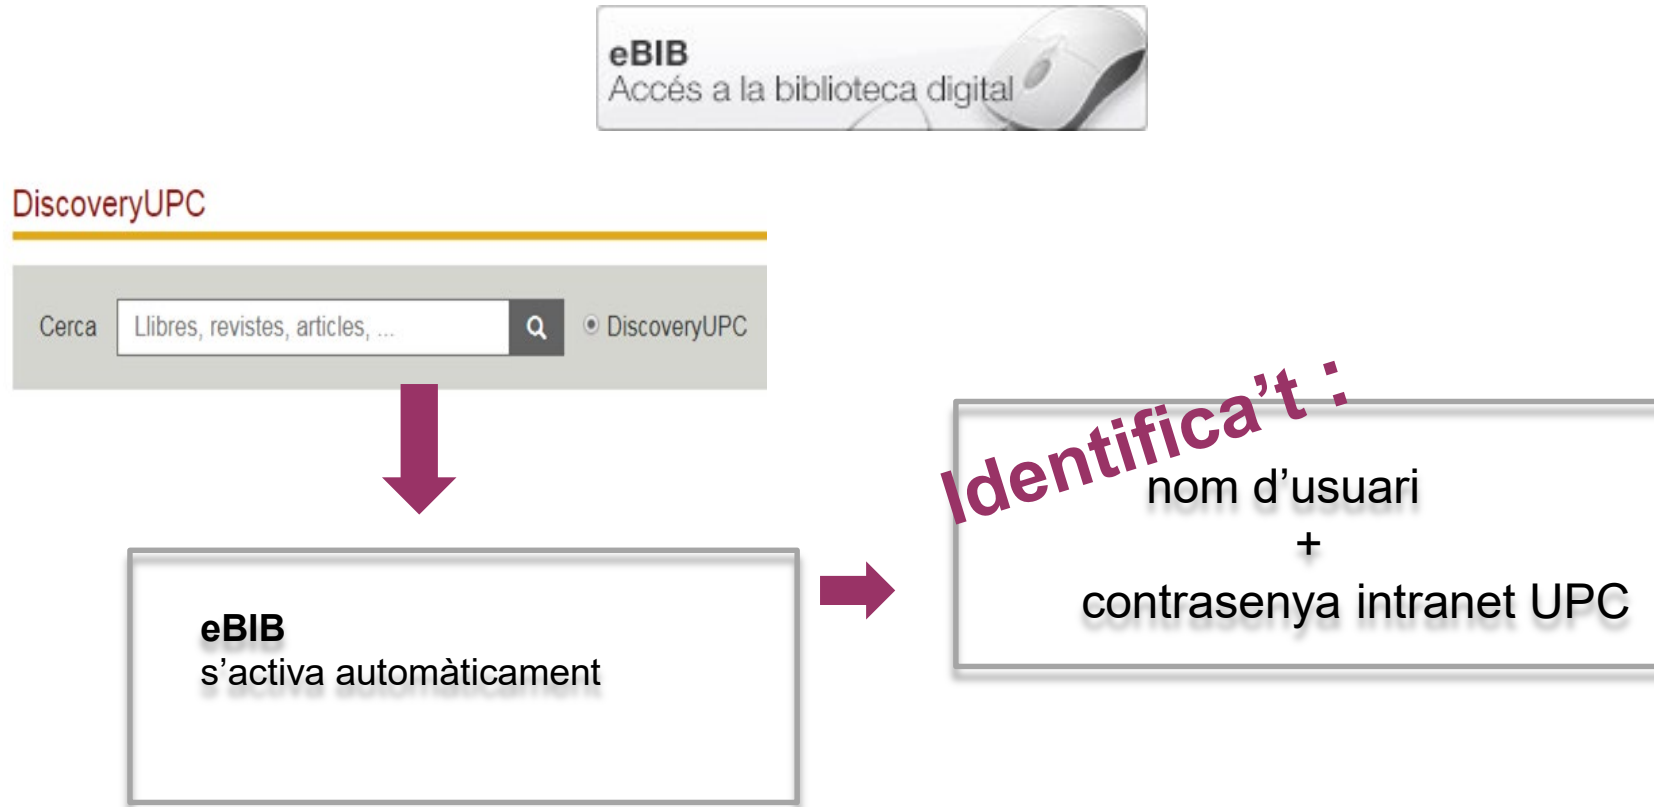 eBIB
Accés a la biblioteca digital
DiscoveryUPC
Cerca
Llibres, revistes, articles, ...
DiscoveryUPC
Identifica’t :
nom d’usuari
+
contrasenya intranet UPC
eBIB
s’activa automàticament